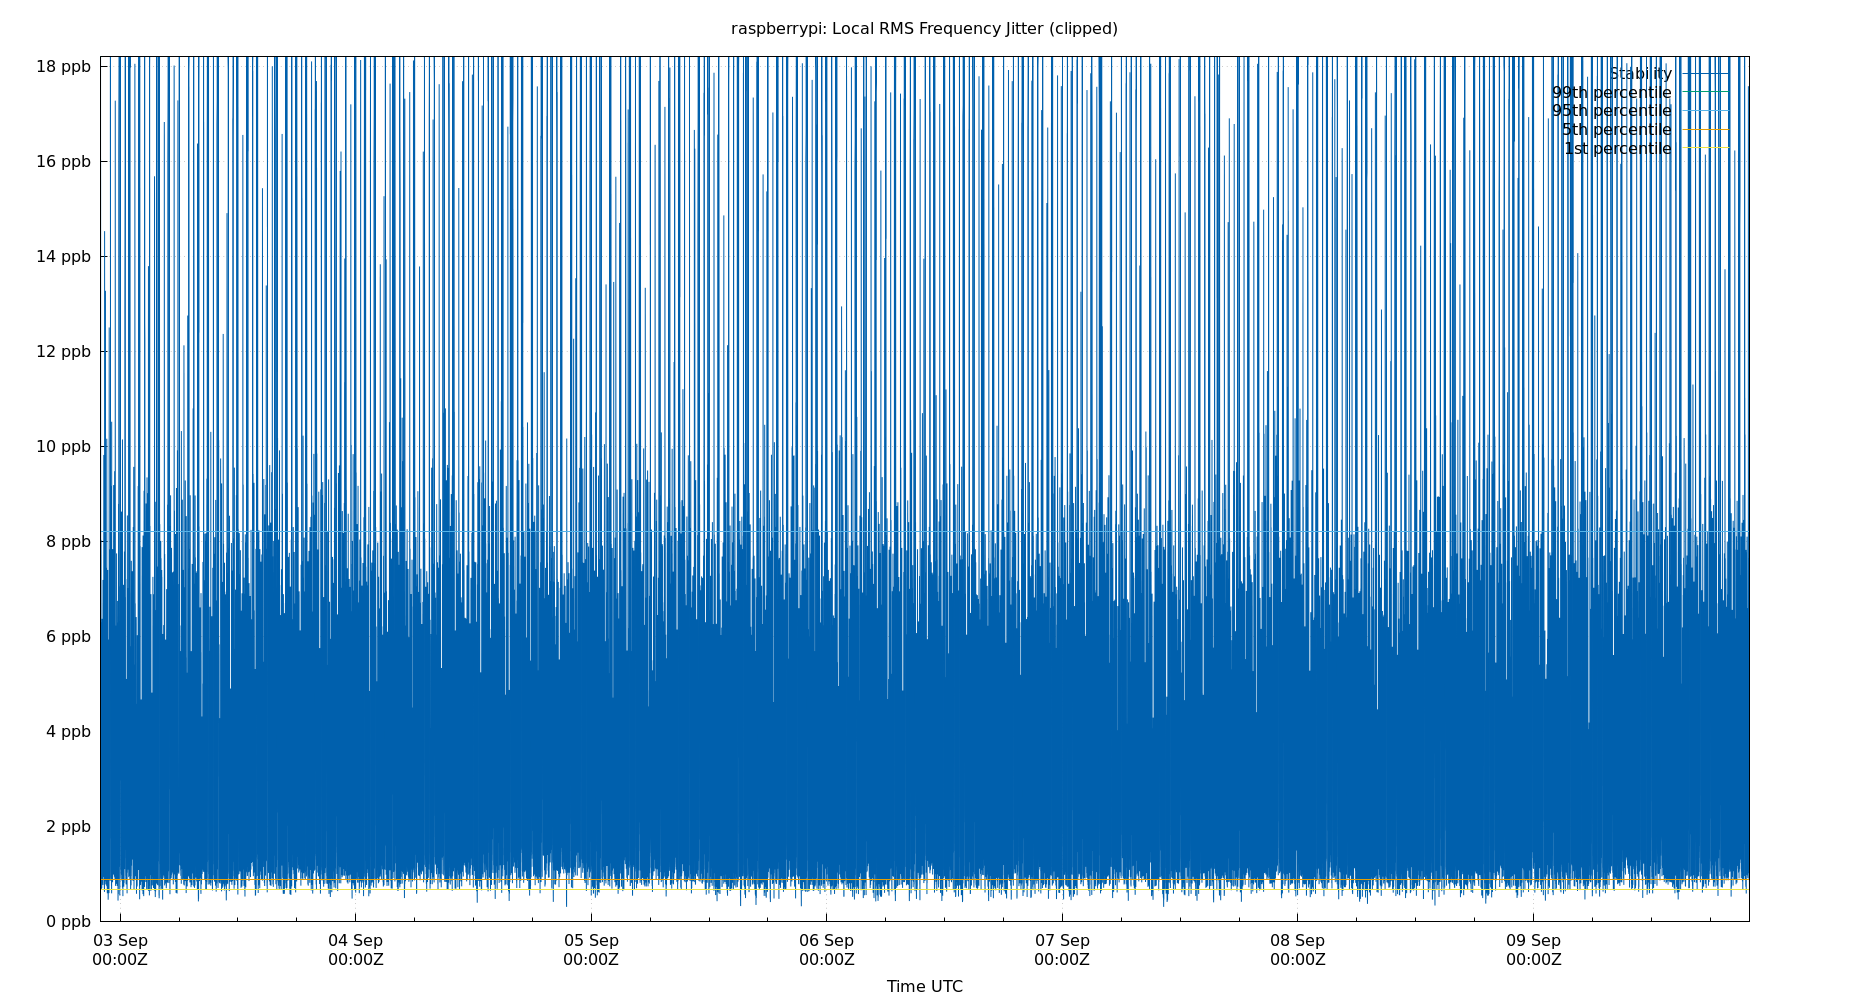 raspberrypi: Local RMS Frequency Jitter (clipped)
18 ppb
16 ppb
14 ppb
12 ppb
10 ppb
8 ppb
6 ppb
4 ppb
2 ppb
0 ppb
Stability
99th percentile
95th percentile
5th percentile
1st percentile
03 Sep
00:00Z
04 Sep
00:00Z
05 Sep
00:00Z
06 Sep
00:00Z
07 Sep
00:00Z
08 Sep
00:00Z
09 Sep
00:00Z
Time UTC